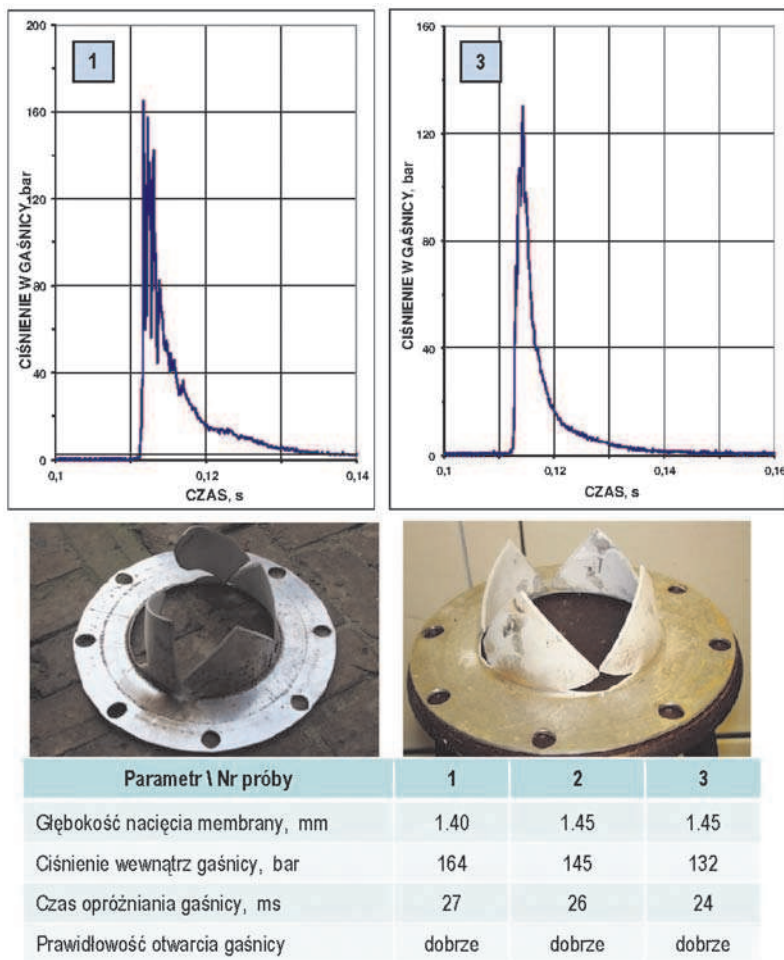 1
CIŚNIENIE W GAŚNICY, bar
200
160
120
80
40
0
0,1
0,12
0,14
CZAS, s
3
CIŚNIENIE W GAŚNICY, bar
160
120
80
40
0
0,1
0,12
0,14
0,16
CZAS, s
Parametr \ Nr próby 1 2 3
Głębokość nacięcia membrany, mm 1.40 1.45 1.45
Ciśnienie wewnątrz gaśnicy, bar 164 145 132
Czas opróżniania gaśnicy, ms 27 26 24
Prawidłowość otwarcia gaśnicy dobrze dobrze dobrze